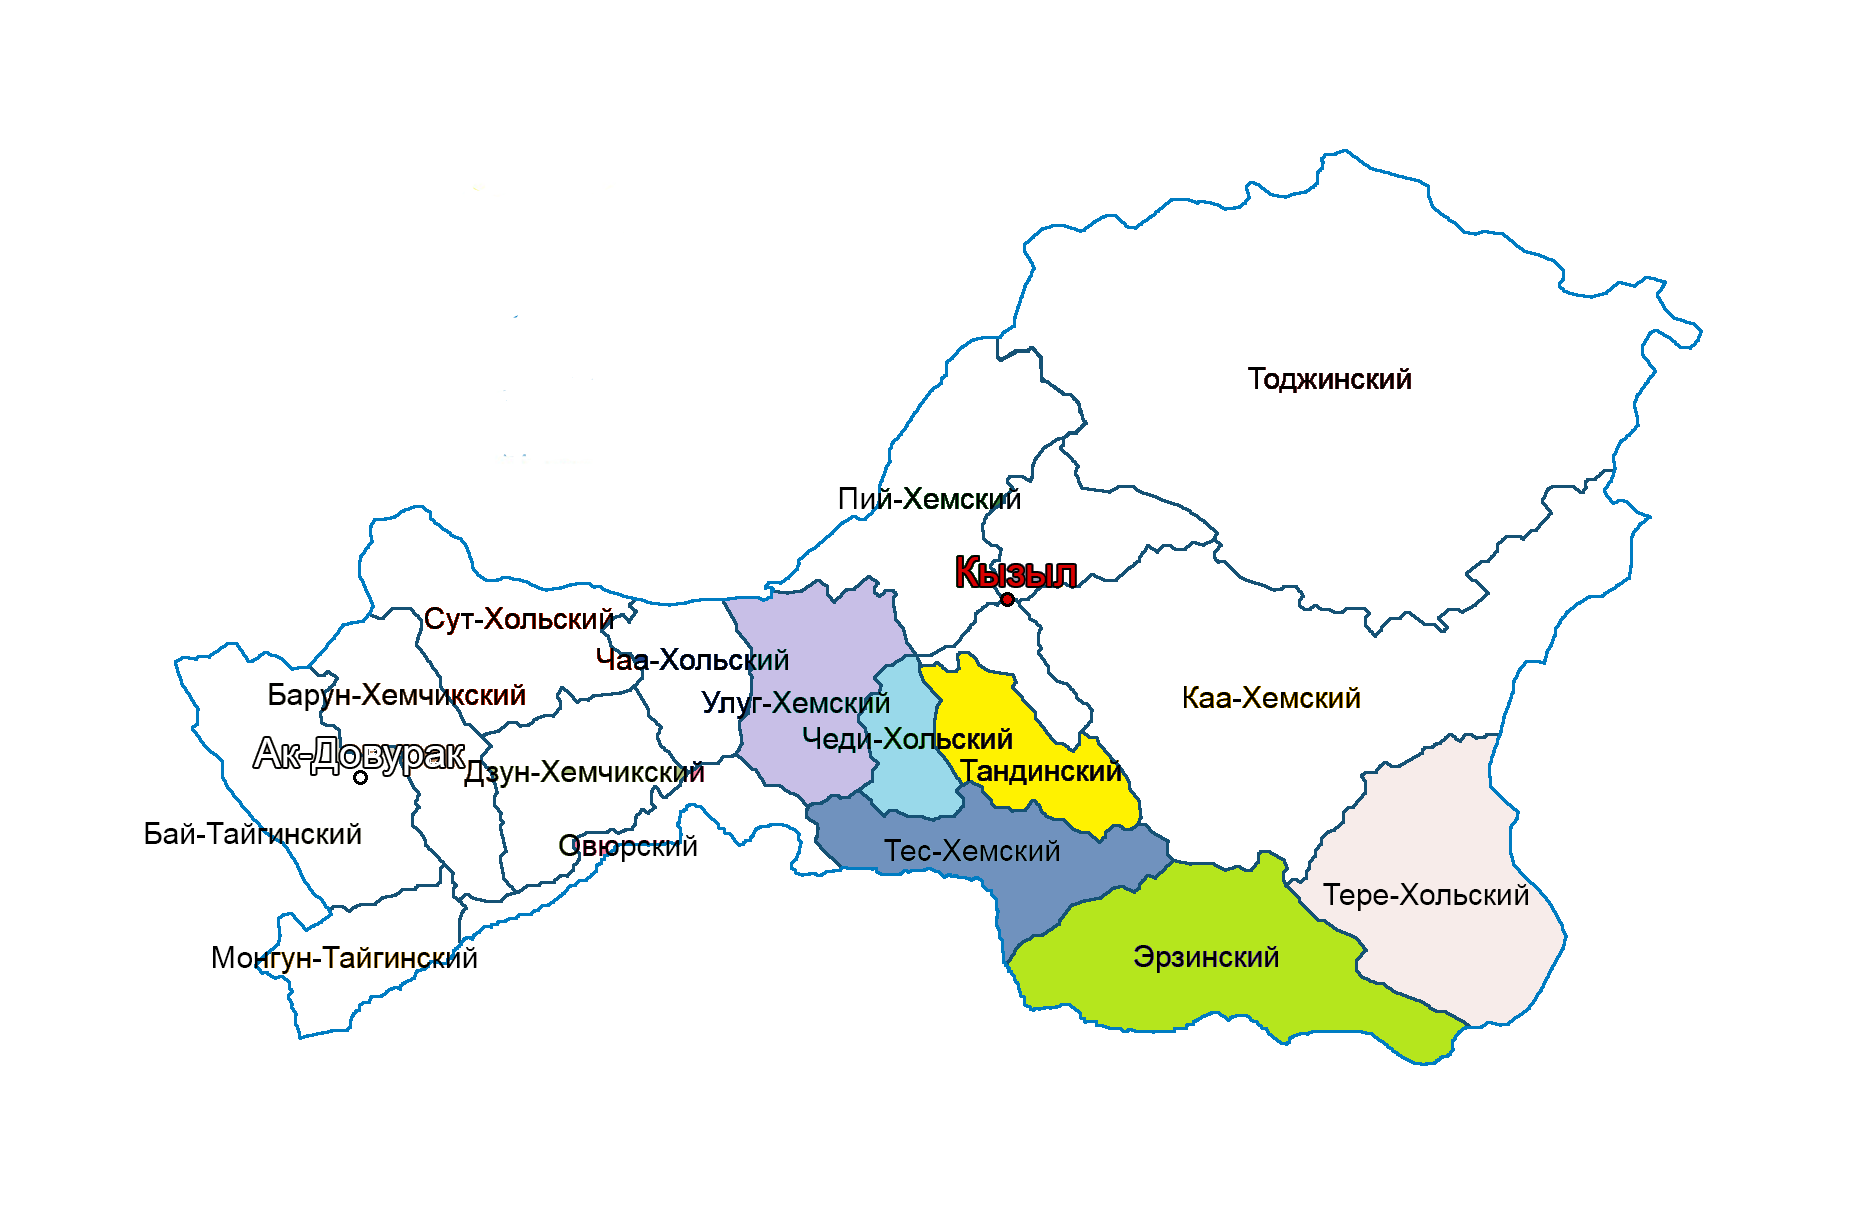 Тоджинский
Пий-Хемский
Кызыл
Сут-Хольский
Чаа-Хольский
Барун-Хемчикский
Улуг-Хемский
Каа-Хемский
Чеди-Хольский
Ак-Довурак
Дзун-Хемчикский
Тандинский
Бай-Тайгинский
Овюрский
Тес-Хемский
Тере-Хольский
Монгун-Тайгинский
Эрзинский